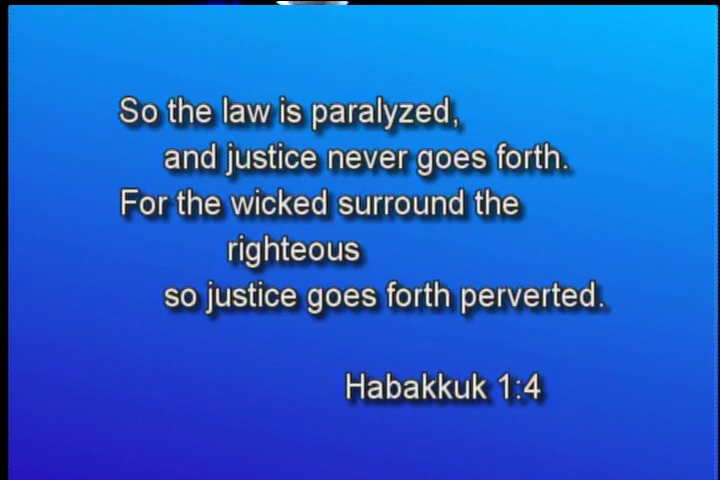 So the law is paralyzed,
and justice never goes forth.
For the wicked surround the
righteous
so justice goes forth perverted.
Habakkuk 1:4